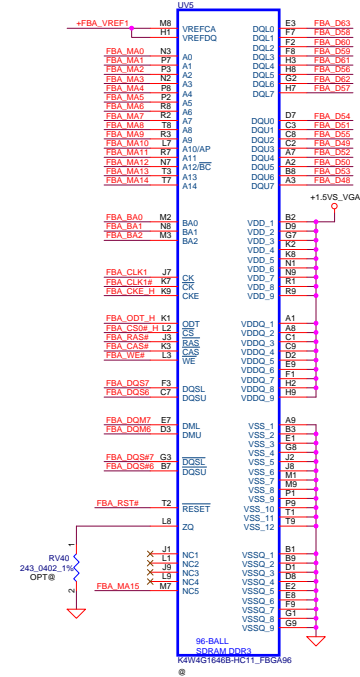 UV5
+FBA_VREF1 M8 VREFCA DQL0 E3 FBA_D63
H1 VREFDQ DQL1 F7 FBA_D58
DQL2 F2 FBA_D60
FBA_MA0 N3 A0 DQL3 F8 FBA_D59
FBA_MA1 P7 A1 DQL4 H3 FBA_D61
FBA_MA2 P3 A2 DQL5 H8 FBA_D56
FBA_MA3 N2 A3 DQL6 G2 FBA_D62
FBA_MA4 P8 A4 DQL7 H7 FBA_D57
FBA_MA5 P2 A5
FBA_MA6 R8 A6
FBA_MA7 R2 A7 DQU0 D7 FBA_D54
FBA_MA8 T8 A8 DQU1 C3 FBA_D51
FBA_MA9 R3 A9 DQU2 C8 FBA_D55
FBA_MA10 L7 A10/AP DQU3 C2 FBA_D49
FBA_MA11 R7 A11 DQU4 A7 FBA_D52
FBA_MA12 N7 A12/BC DQU5 A2 FBA_D50
FBA_MA13 T3 A13 DQU6 B8 FBA_D53
FBA_MA14 T7 A14 DQU7 A3 FBA_D48
+1.5VS_VGA
FBA_BA0 M2 BA0 VDD_1 B2
FBA_BA1 N8 BA1 VDD_2 D9
FBA_BA2 M3 BA2 VDD_3 G7
VDD_4 K2
VDD_5 K8
VDD_6 N1
FBA_CLK1 J7 CK VDD_7 N9
FBA_CLK1# K7 CK VDD_8 R1
FBA_CKE_H K9 CKE VDD_9 R9
FBA_ODT_H K1 ODT VDDQ_1 A1
FBA_CS0#_H L2 CS VDDQ_2 A8
FBA_RAS# J3 RAS VDDQ_3 C1
FBA_CAS# K3 CAS VDDQ_4 C9
FBA_WE# L3 WE VDDQ_5 D2
VDDQ_6 E9
VDDQ_7 F1
FBA_DQS7 F3 DQSL VDDQ_8 H2
FBA_DQS6 C7 DQSU VDDQ_9 H9
FBA_DQM7 E7 DML VSS_1 A9
FBA_DQM6 D3 DMU VSS_2 B3
VSS_3 E1
VSS_4 G8
FBA_DQS#7 G3 DQSL VSS_5 J2
FBA_DQS#6 B7 DQSU VSS_6 J8
VSS_7 M1
VSS_8 M9
VSS_9 P1
FBA_RST# T2 RESET VSS_10 P9
VSS_11 T1
L8 ZQ VSS_12 T9
1
RV40
243_0402_1%
OPT@
2
J1 NC1 VSSQ_1 B1
L1 NC2 VSSQ_2 B9
J9 NC3 VSSQ_3 D1
L9 NC4 VSSQ_4 D8
FBA_MA15 M7 NC5 VSSQ_5 E2
VSSQ_6 E8
VSSQ_7 F9
VSSQ_8 G1
VSSQ_9 G9
96-BALL
SDRAM DDR3
K4W4G1646B-HC11_FBGA96
@